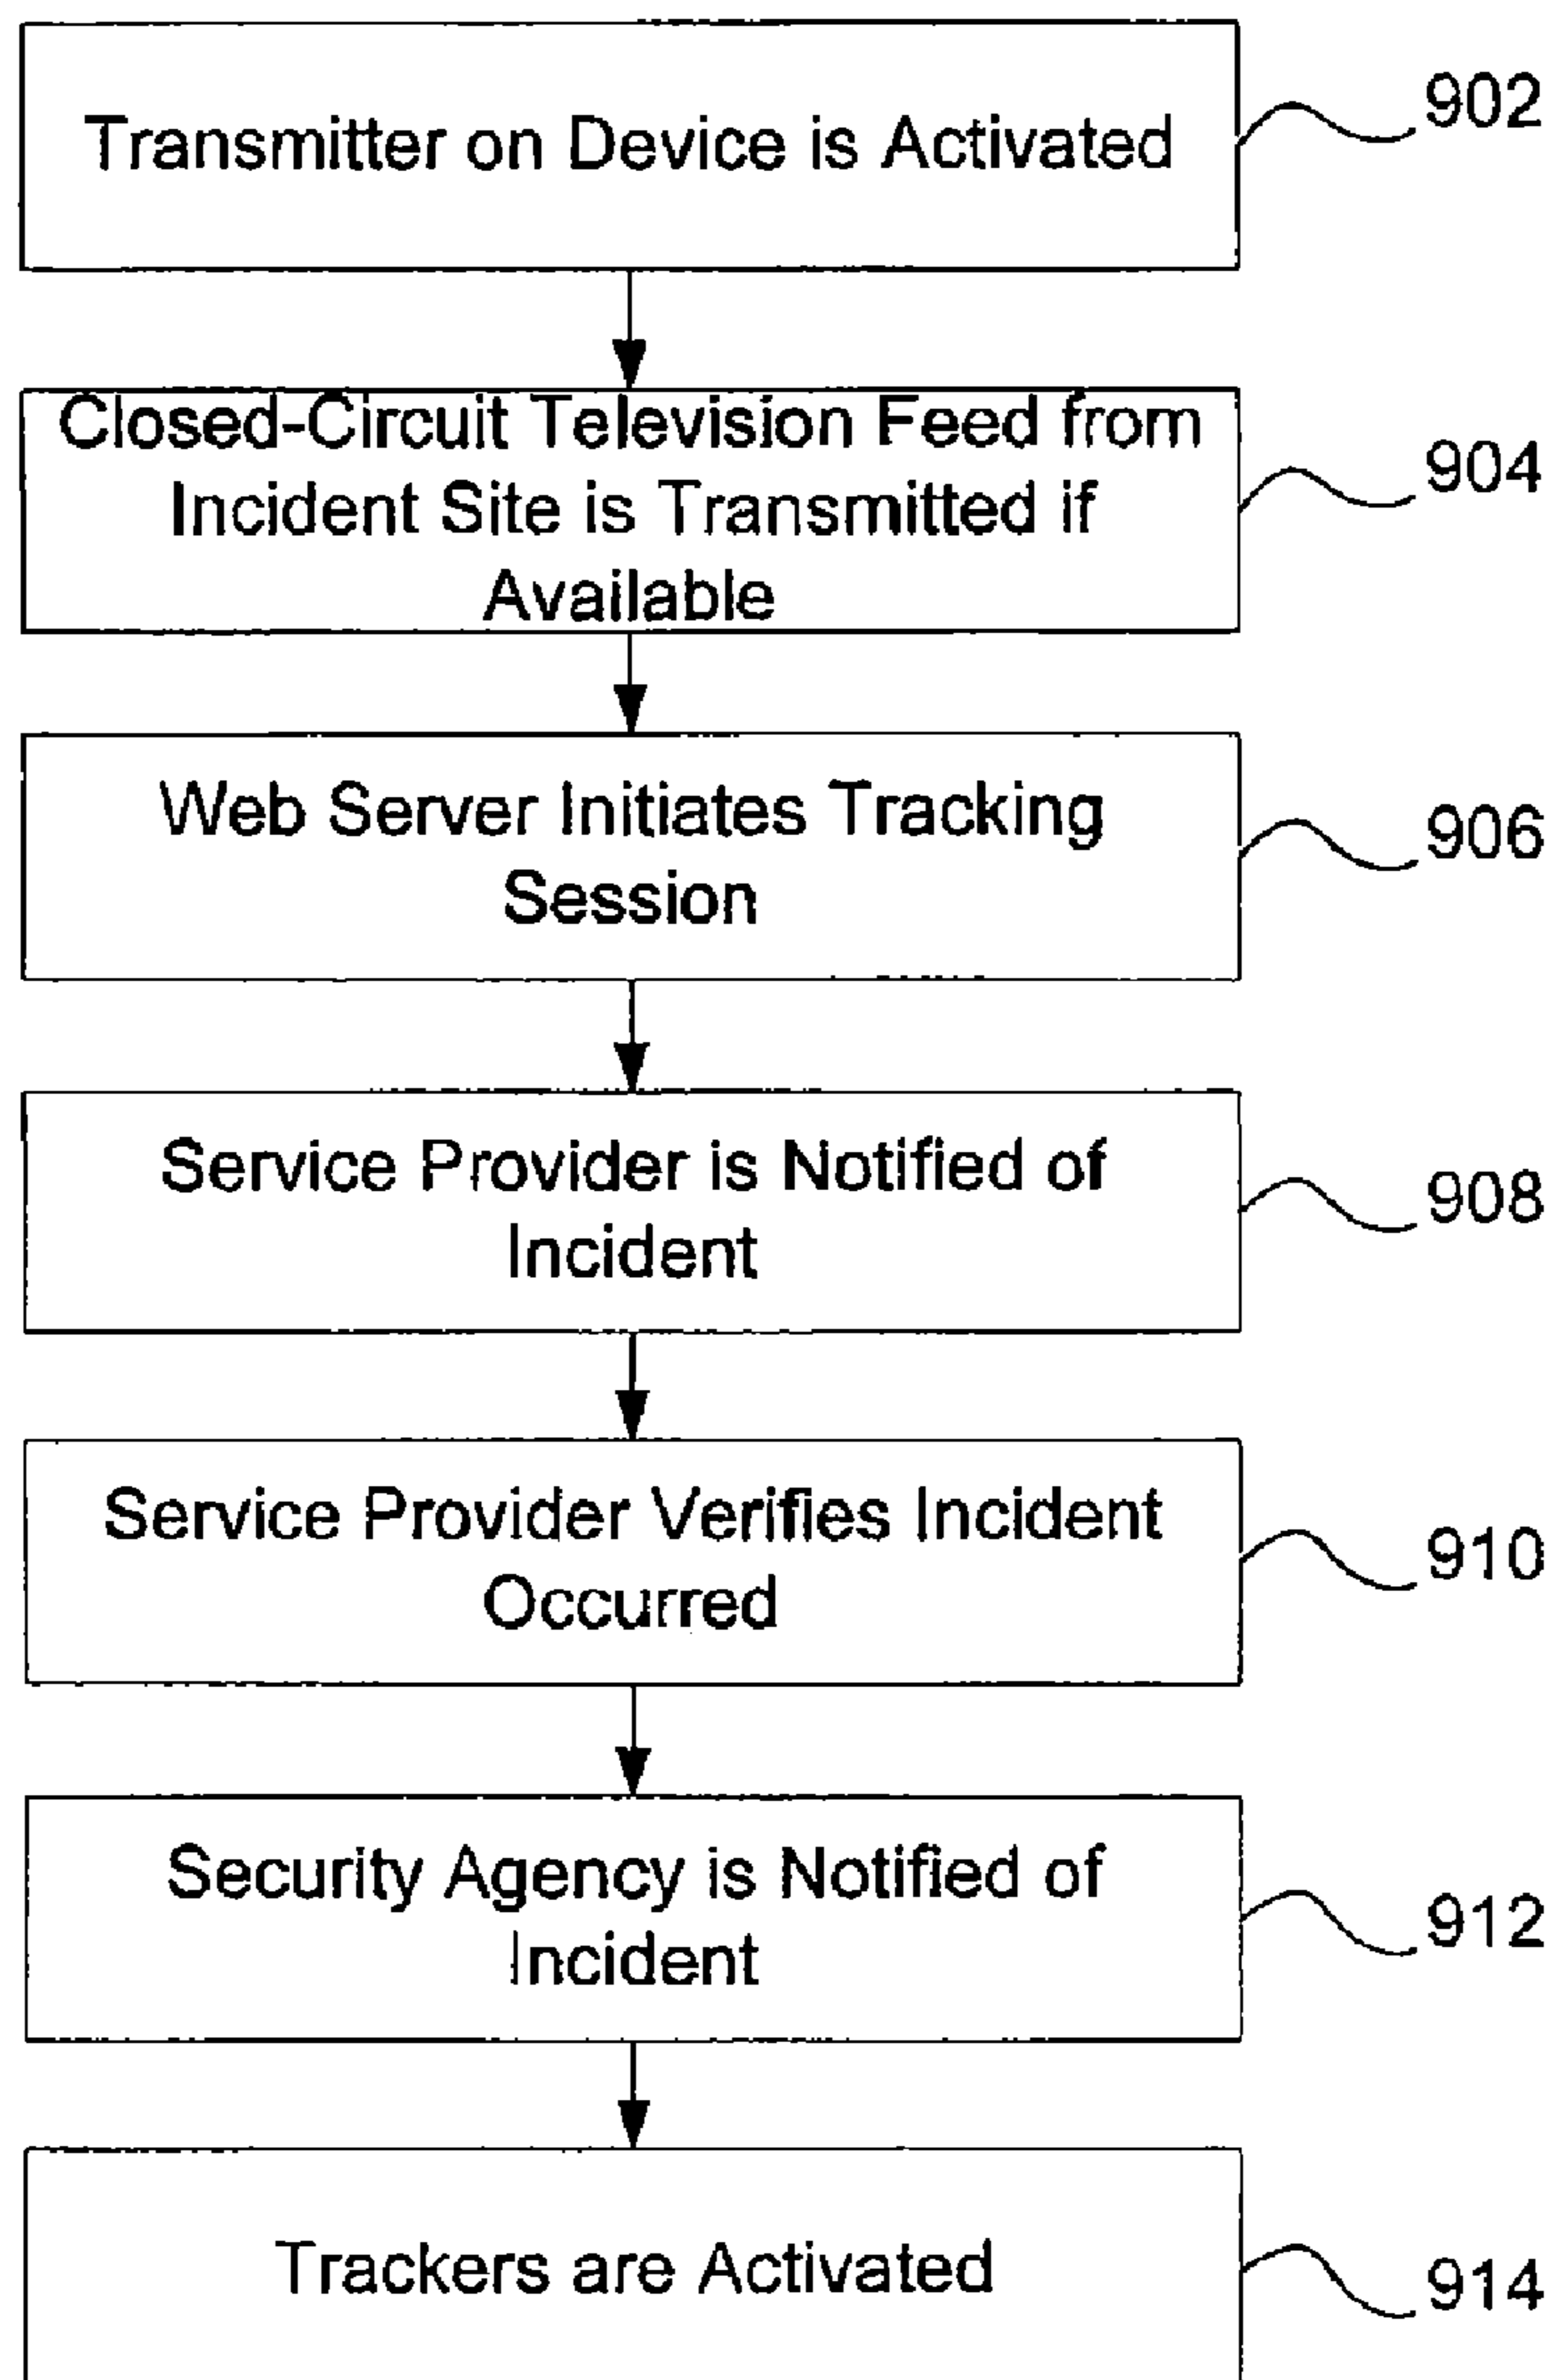 Transmitter on Device is Activated
902
Closed-Circuit Television Feed from
Incident Site is Transmitted if
Available
904
Web Server Initiates Tracking
Session
906
Service Provider is Notified of
Incident
908
Service Provider Verifies Incident
Occurred
910
Security Agency is Notified of
Incident
912
Trackers are Activated
914